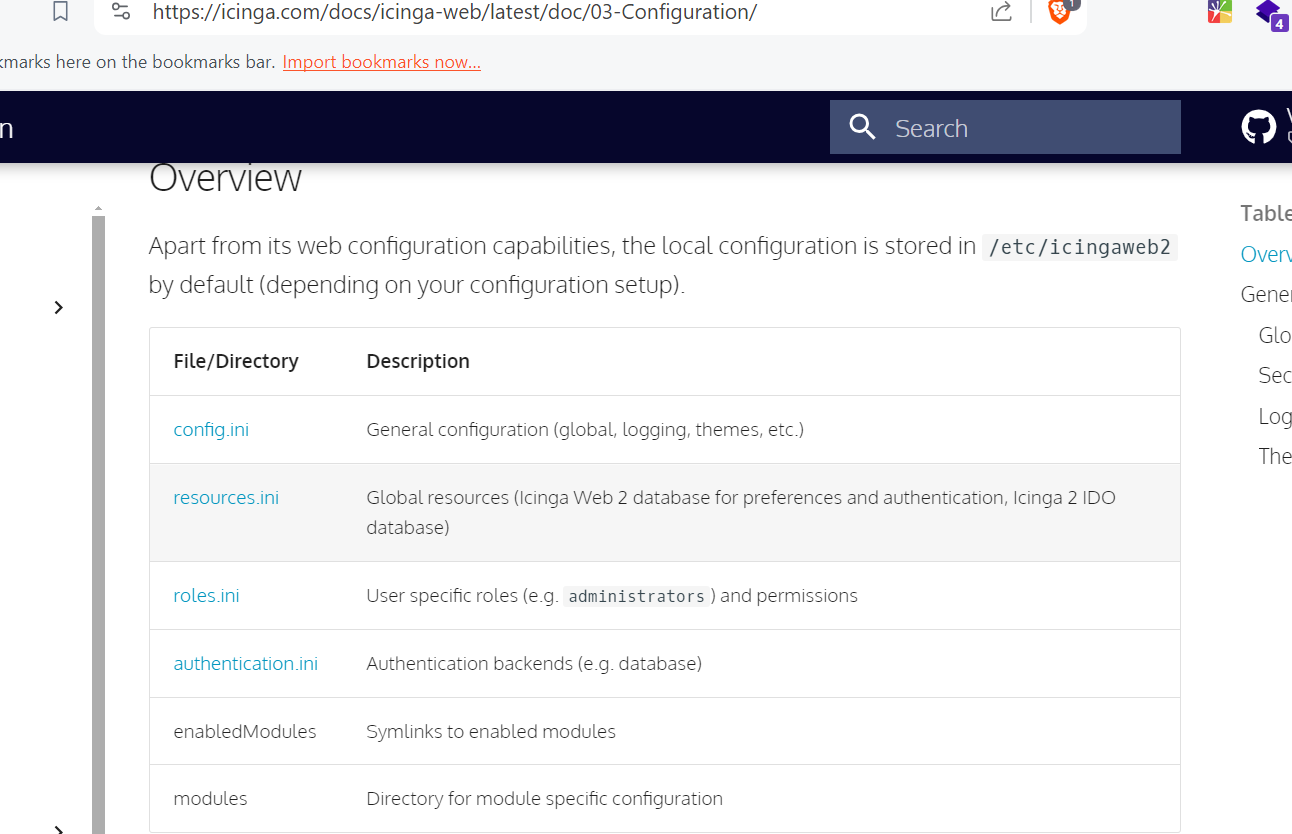 https://icinga.com/docs/icinga-web/latest/doc/03-Configuration/
1
4
kmarks here on the bookmarks bar. Import bookmarks now...
n
Search
Overview
Apart from its web configuration capabilities, the local configuration is stored in /etc/icingaweb2
by default (depending on your configuration setup).
File/Directory Description
config.ini General configuration (global, logging, themes, etc.)
resources.ini Global resources (Icinga Web 2 database for preferences and authentication, Icinga 2 IDO
database)
roles.ini User specific roles (e.g. administrators) and permissions
authentication.ini Authentication backends (e.g. database)
enabledModules Symlinks to enabled modules
modules Directory for module specific configuration
Table
Overv
Gener
Glo
Sec
Log
The